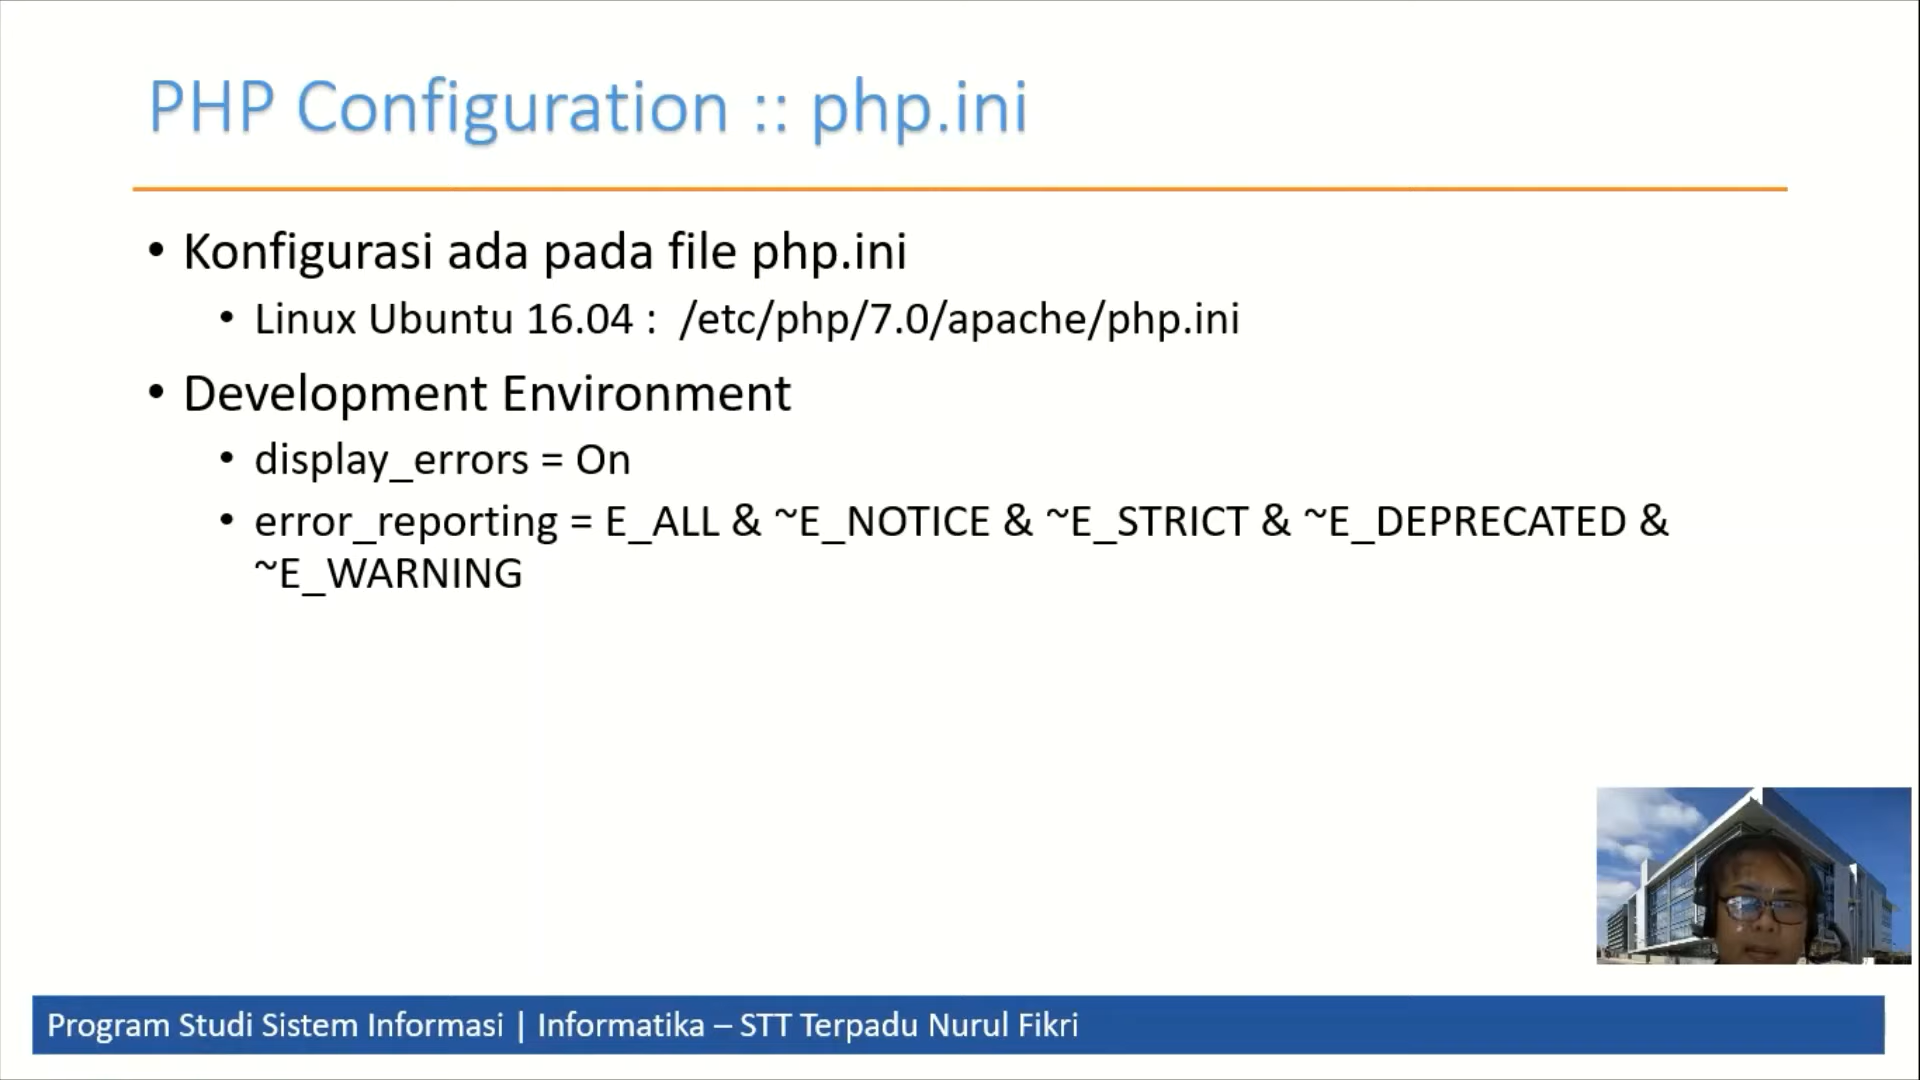 PHP Configuration :: php.ini
• Konfigurasi ada pada file php.ini
• Linux Ubuntu 16.04 : /etc/php/7.0/apache/php.ini
• Development Environment
• display_errors = On
• error_reporting = E_ALL & ~E_NOTICE & ~E_STRICT & ~E_DEPRECATED &
~E_WARNING
Program Studi Sistem Informasi | Informatika – STT Terpadu Nurul Fikri